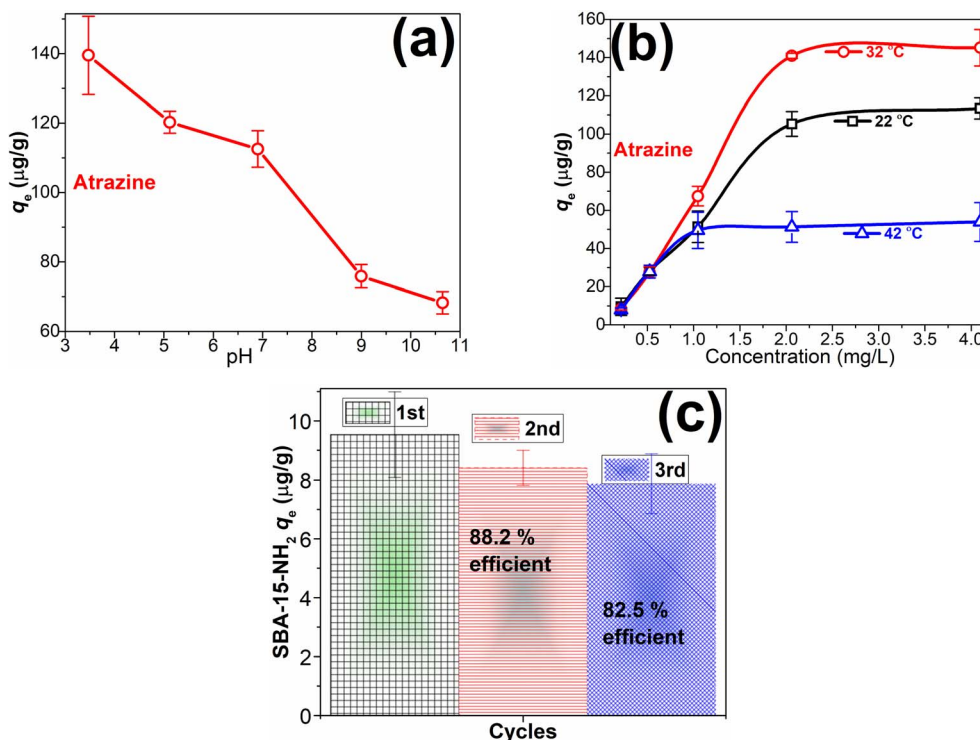 (a)
140
120
100
80
60
q_e (μg/g)
Atrazine
3 4 5 6 7 8 9 10 11
pH
(b)
160
140
120
100
80
60
40
20
0
q_e (μg/g)
Atrazine
32 °C
22 °C
42 °C
0.5 1.0 1.5 2.0 2.5 3.0 3.5 4.0
Concentration (mg/L)
(c)
10
8
6
4
2
0
SBA-15-NH₂ q_e (μg/g)
1st
2nd
3rd
88.2 %
efficient
82.5 %
efficient
Cycles